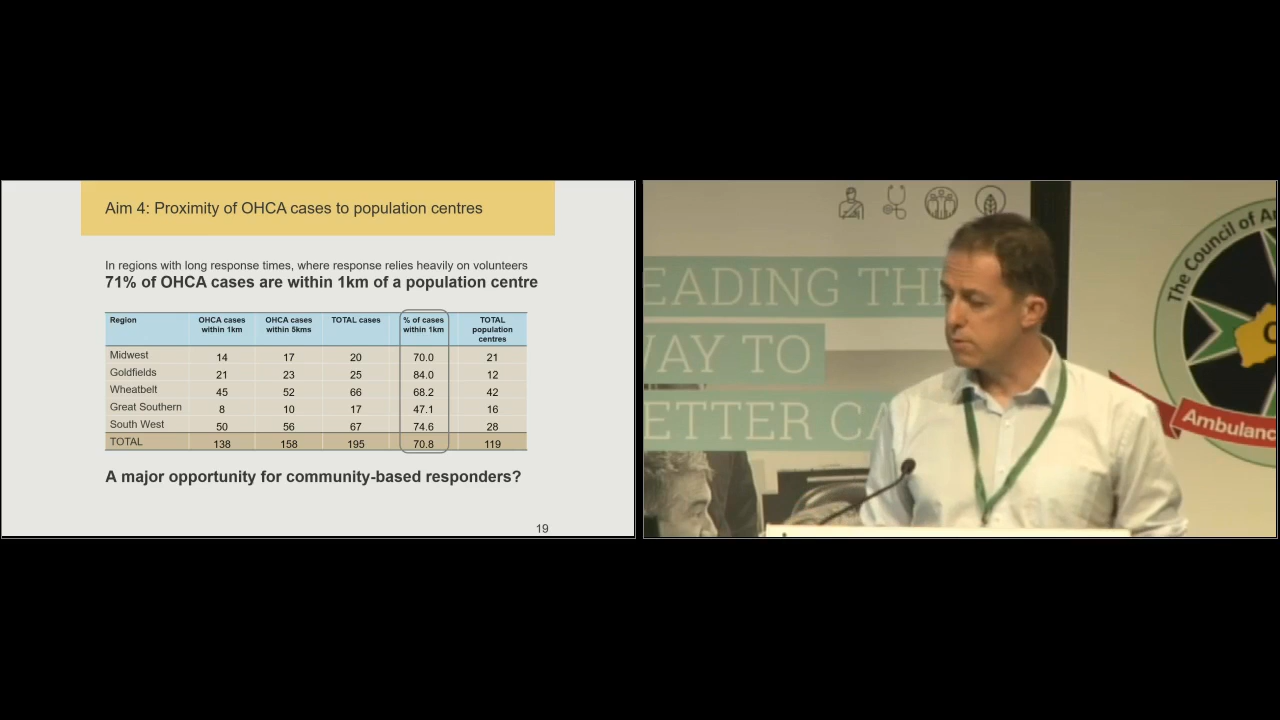 Aim 4: Proximity of OHCA cases to population centres
In regions with long response times, where response relies heavily on volunteers
71% of OHCA cases are within 1km of a population centre
Region OHCA cases within 1km OHCA cases within 5kms TOTAL cases % of cases within 1km TOTAL population centres
Midwest 14 17 20 70.0 21
Goldfields 21 23 25 84.0 12
Wheatbelt 45 52 66 68.2 42
Great Southern 8 10 17 47.1 16
South West 50 56 67 74.6 28
TOTAL 138 158 195 70.8 119
A major opportunity for community-based responders?
19
EADING THE
WAY TO
ETTER CA
The Council of A
Ambulanc